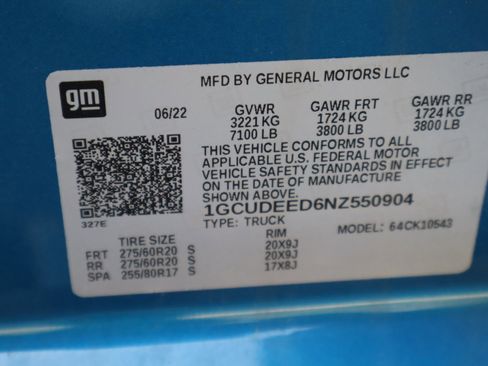 gm
MFD BY GENERAL MOTORS LLC
06/22 GVWR GAWR FRT GAWR RR
3221 KG 1724 KG 1724 KG
7100 LB 3800 LB 3800 LB
THIS VEHICLE CONFORMS TO ALL
APPLICABLE U.S. FEDERAL MOTOR
VEHICLE SAFETY STANDARDS IN EFFECT
ON THE DATE OF MANUFACTURE
SHOWN ABOVE.
327E
1GCUDEED6NZ550904
TYPE: TRUCK MODEL: 64CK10543
TIRE SIZE RIM
FRT 275/60R20 S 20X9J
RR 275/60R20 S 20X9J
SPA 255/80R17 S 17X8J